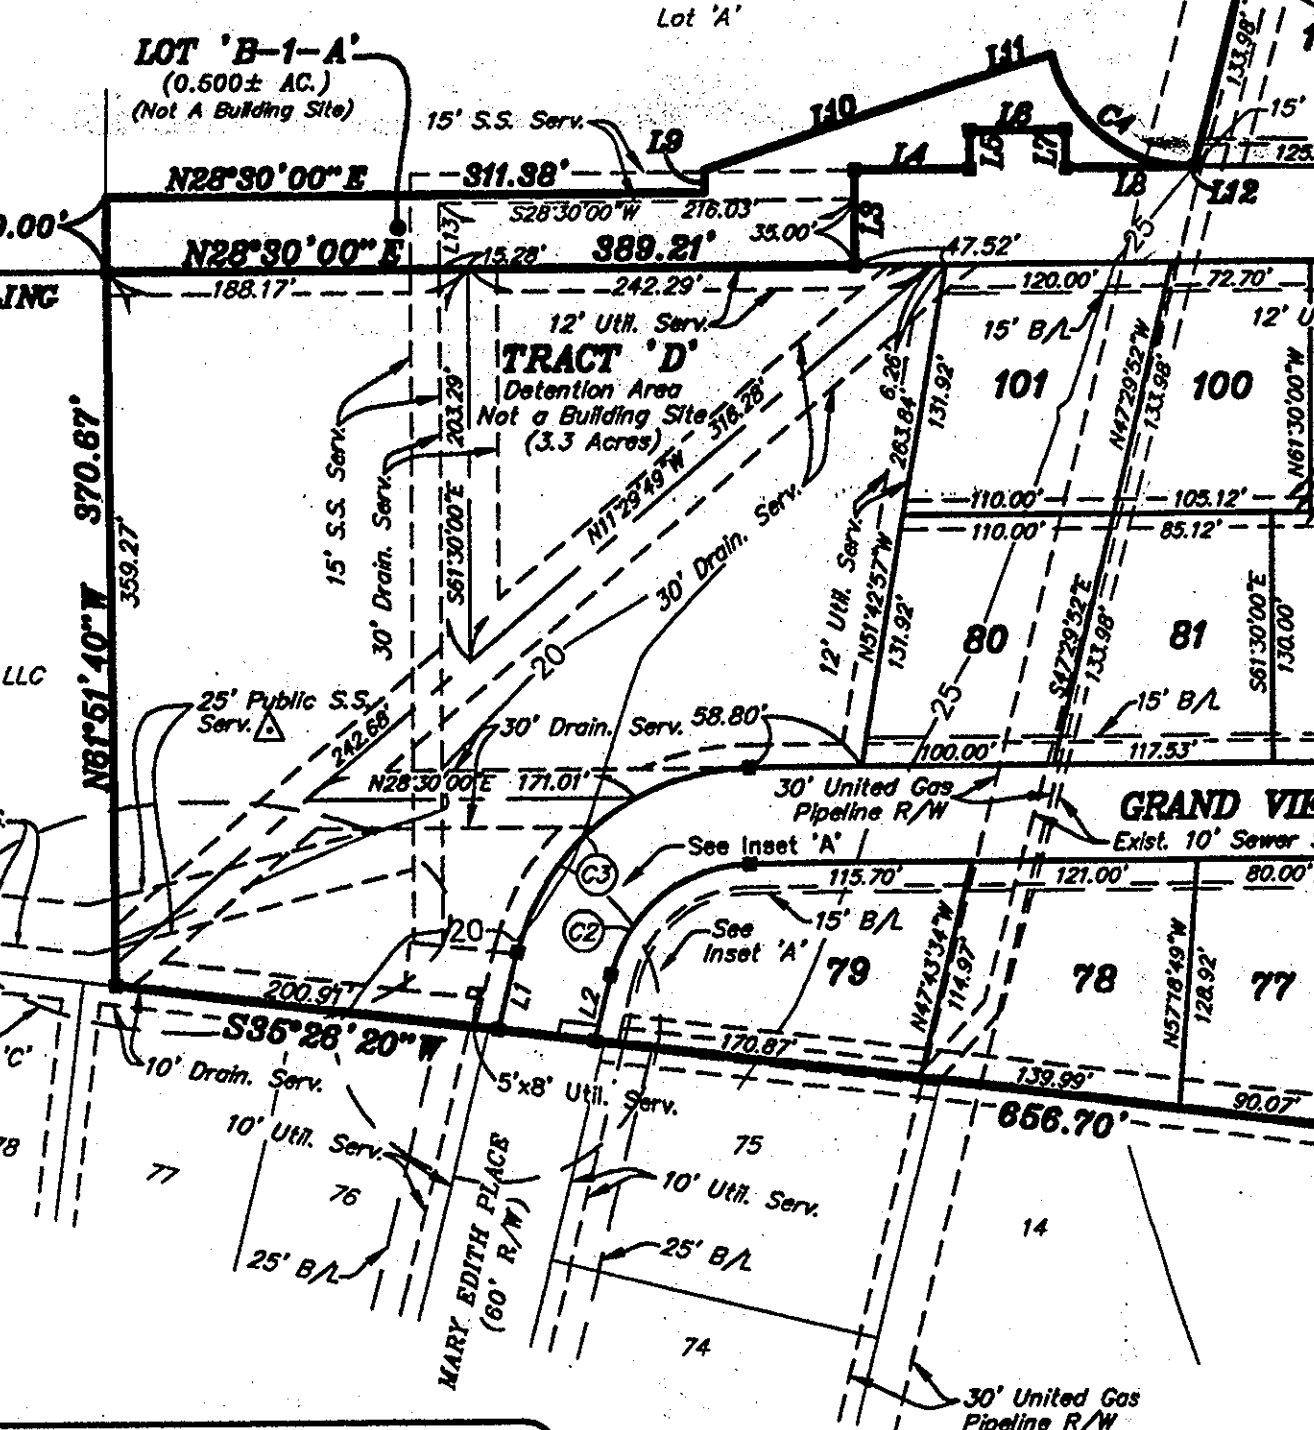 Lot 'A'
LOT 'B-1-A'
(0.500± AC.)
(Not A Building Site)
15' S.S. Serv.
L9
L10
L11
C4
L6
L5
L7
L4
L8
L12
L3
133.98'
15'
125.
N28°30'00"E 311.38'
S28°30'00"W 216.03'
35.00'
L13
0.00'
N28°30'00"E 389.21'
15.28'
47.52'
25
LING
188.17'
242.29'
120.00'
72.70'
12' Util. Serv.
15' B/L
12' U
TRACT 'D'
Detention Area
Not a Building Site
(3.3 Acres)
101
100
N47°29'52"W
133.98'
N61°30'00"W
6.26'
131.92'
263.84'
203.29'
S61°30'00"E
N11°29'49"W
316.28'
370.67'
N61°51'40"W
359.27'
15' S.S. Serv.
30' Drain. Serv.
30' Drain. Serv.
12' Util. Serv.
N51°42'57"W
131.92'
110.00'
105.12'
110.00'
85.12'
25
80
81
S47°29'52"E
133.98'
S61°30'00"E
130.00'
LLC
25' Public S.S.
Serv.
242.68'
20
30' Drain. Serv.
58.80'
15' B/L
100.00'
117.53'
N28°30'00"E 171.01'
30' United Gas
Pipeline R/W
GRAND VIE
Exist. 10' Sewer
See Inset 'A'
C3
C2
115.70'
121.00'
80.00'
15' B/L
See
Inset 'A'
20
79
78
77
N47°43'34"W
114.97'
N57°18'49"W
128.92'
200.91'
L1
L2
S35°26'20"W
170.87'
139.99'
90.07'
656.70'
'C'
10' Drain. Serv.
5'x8' Util. Serv.
10' Util. Serv.
78
77
76
75
14
10' Util. Serv.
25' B/L
25' B/L
MARY EDITH PLACE
(60' R/W)
74
30' United Gas
Pipeline R/W